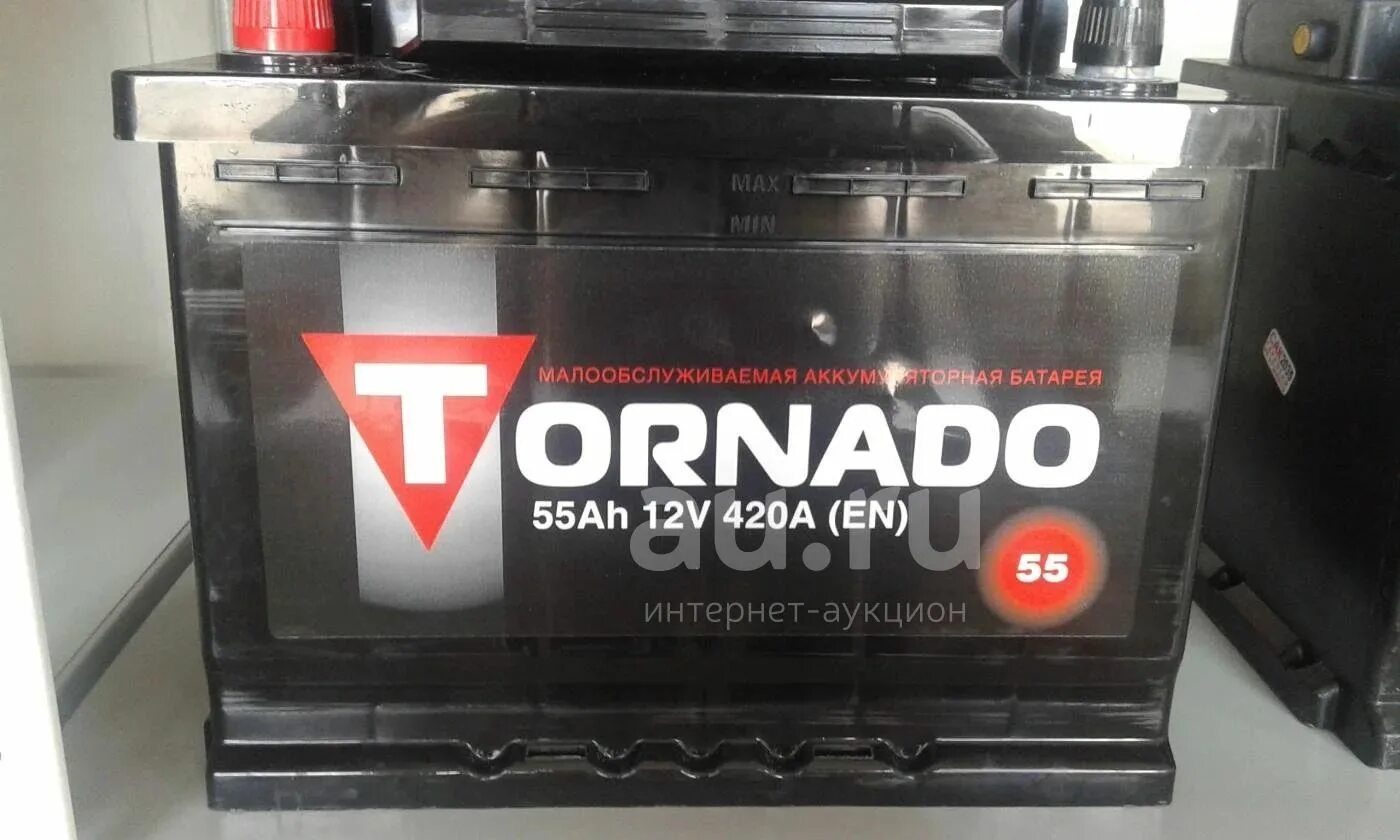 MAX
MIN
МАЛООБСЛУЖИВАЕМАЯ АККУМУЛЯТОРНАЯ БАТАРЕЯ
TORNADO
55Ah 12V 420A (EN)
au.ru
55
интернет-аукцион